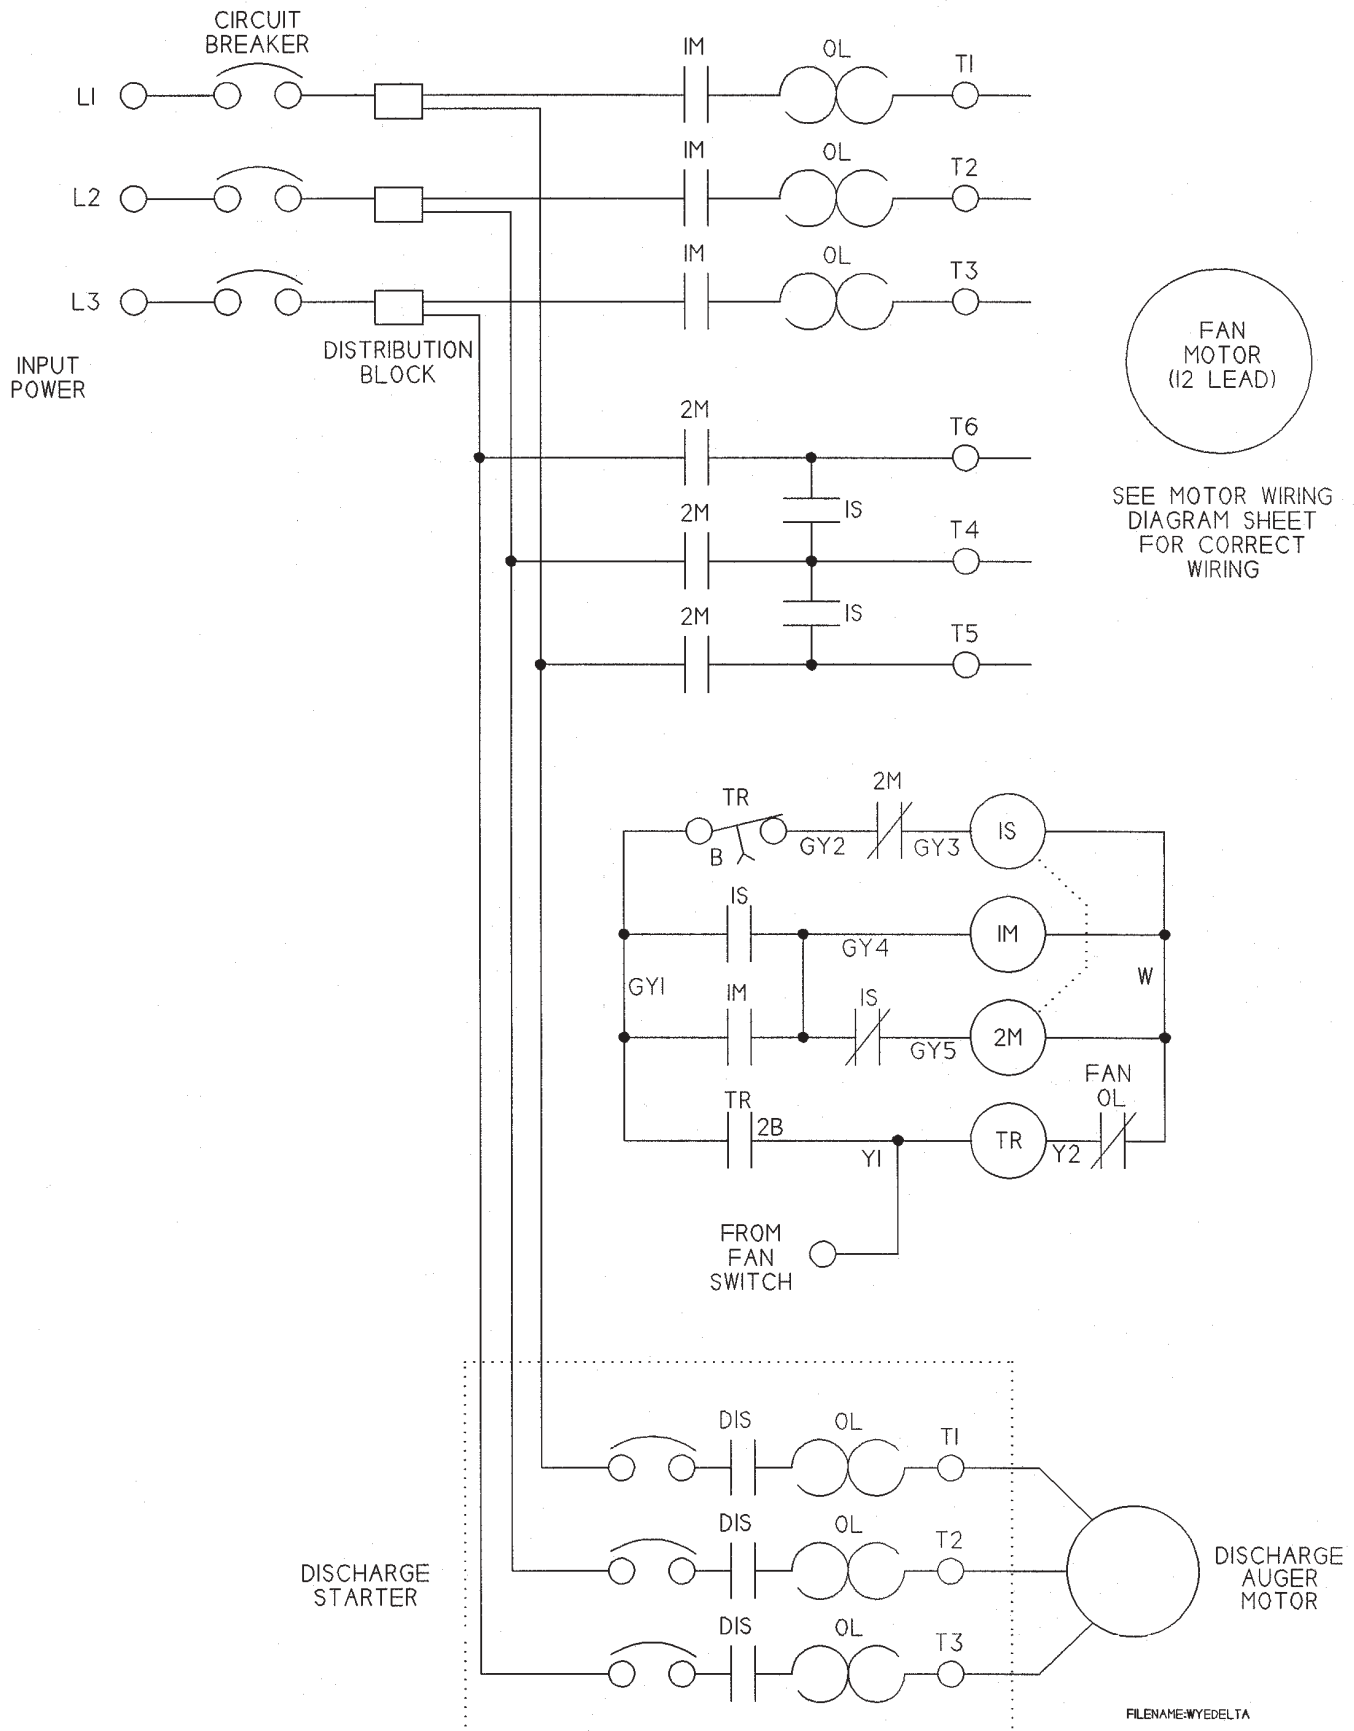 CIRCUIT
BREAKER
IM
OL
T1
L1
IM
OL
T2
L2
IM
OL
T3
L3
DISTRIBUTION
BLOCK
INPUT
POWER
FAN
MOTOR
(12 LEAD)
2M
T6
IS
SEE MOTOR WIRING
DIAGRAM SHEET
FOR CORRECT
WIRING
2M
T4
IS
2M
T5
TR
2M
IS
B
GY2
GY3
IS
IM
GY4
GY1
W
IM
IS
2M
GY5
FAN
OL
TR
2B
TR
Y1
Y2
FROM
FAN
SWITCH
DIS
OL
T1
DIS
OL
T2
DISCHARGE
STARTER
DISCHARGE
AUGER
MOTOR
DIS
OL
T3
FILENAME:WYEDELTA